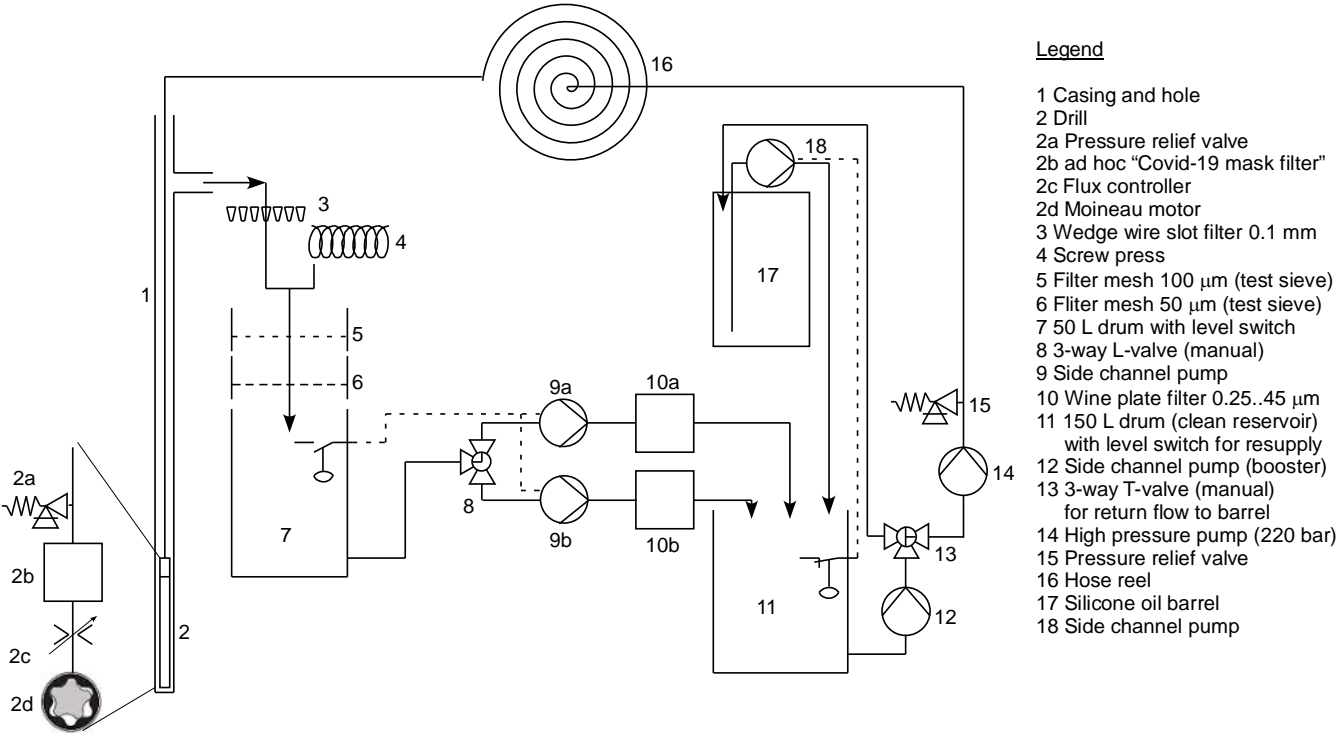 16
18
3
4
17
1
5
6
9a
10a
15
2a
8
14
7
9b
10b
13
2b
11
12
2
2c
2d
Legend
1 Casing and hole
2 Drill
2a Pressure relief valve
2b ad hoc “Covid-19 mask filter”
2c Flux controller
2d Moineau motor
3 Wedge wire slot filter 0.1 mm
4 Screw press
5 Filter mesh 100 μm (test sieve)
6 Fliter mesh 50 μm (test sieve)
7 50 L drum with level switch
8 3-way L-valve (manual)
9 Side channel pump
10 Wine plate filter 0.25..45 μm
11 150 L drum (clean reservoir)
with level switch for resupply
12 Side channel pump (booster)
13 3-way T-valve (manual)
for return flow to barrel
14 High pressure pump (220 bar)
15 Pressure relief valve
16 Hose reel
17 Silicone oil barrel
18 Side channel pump